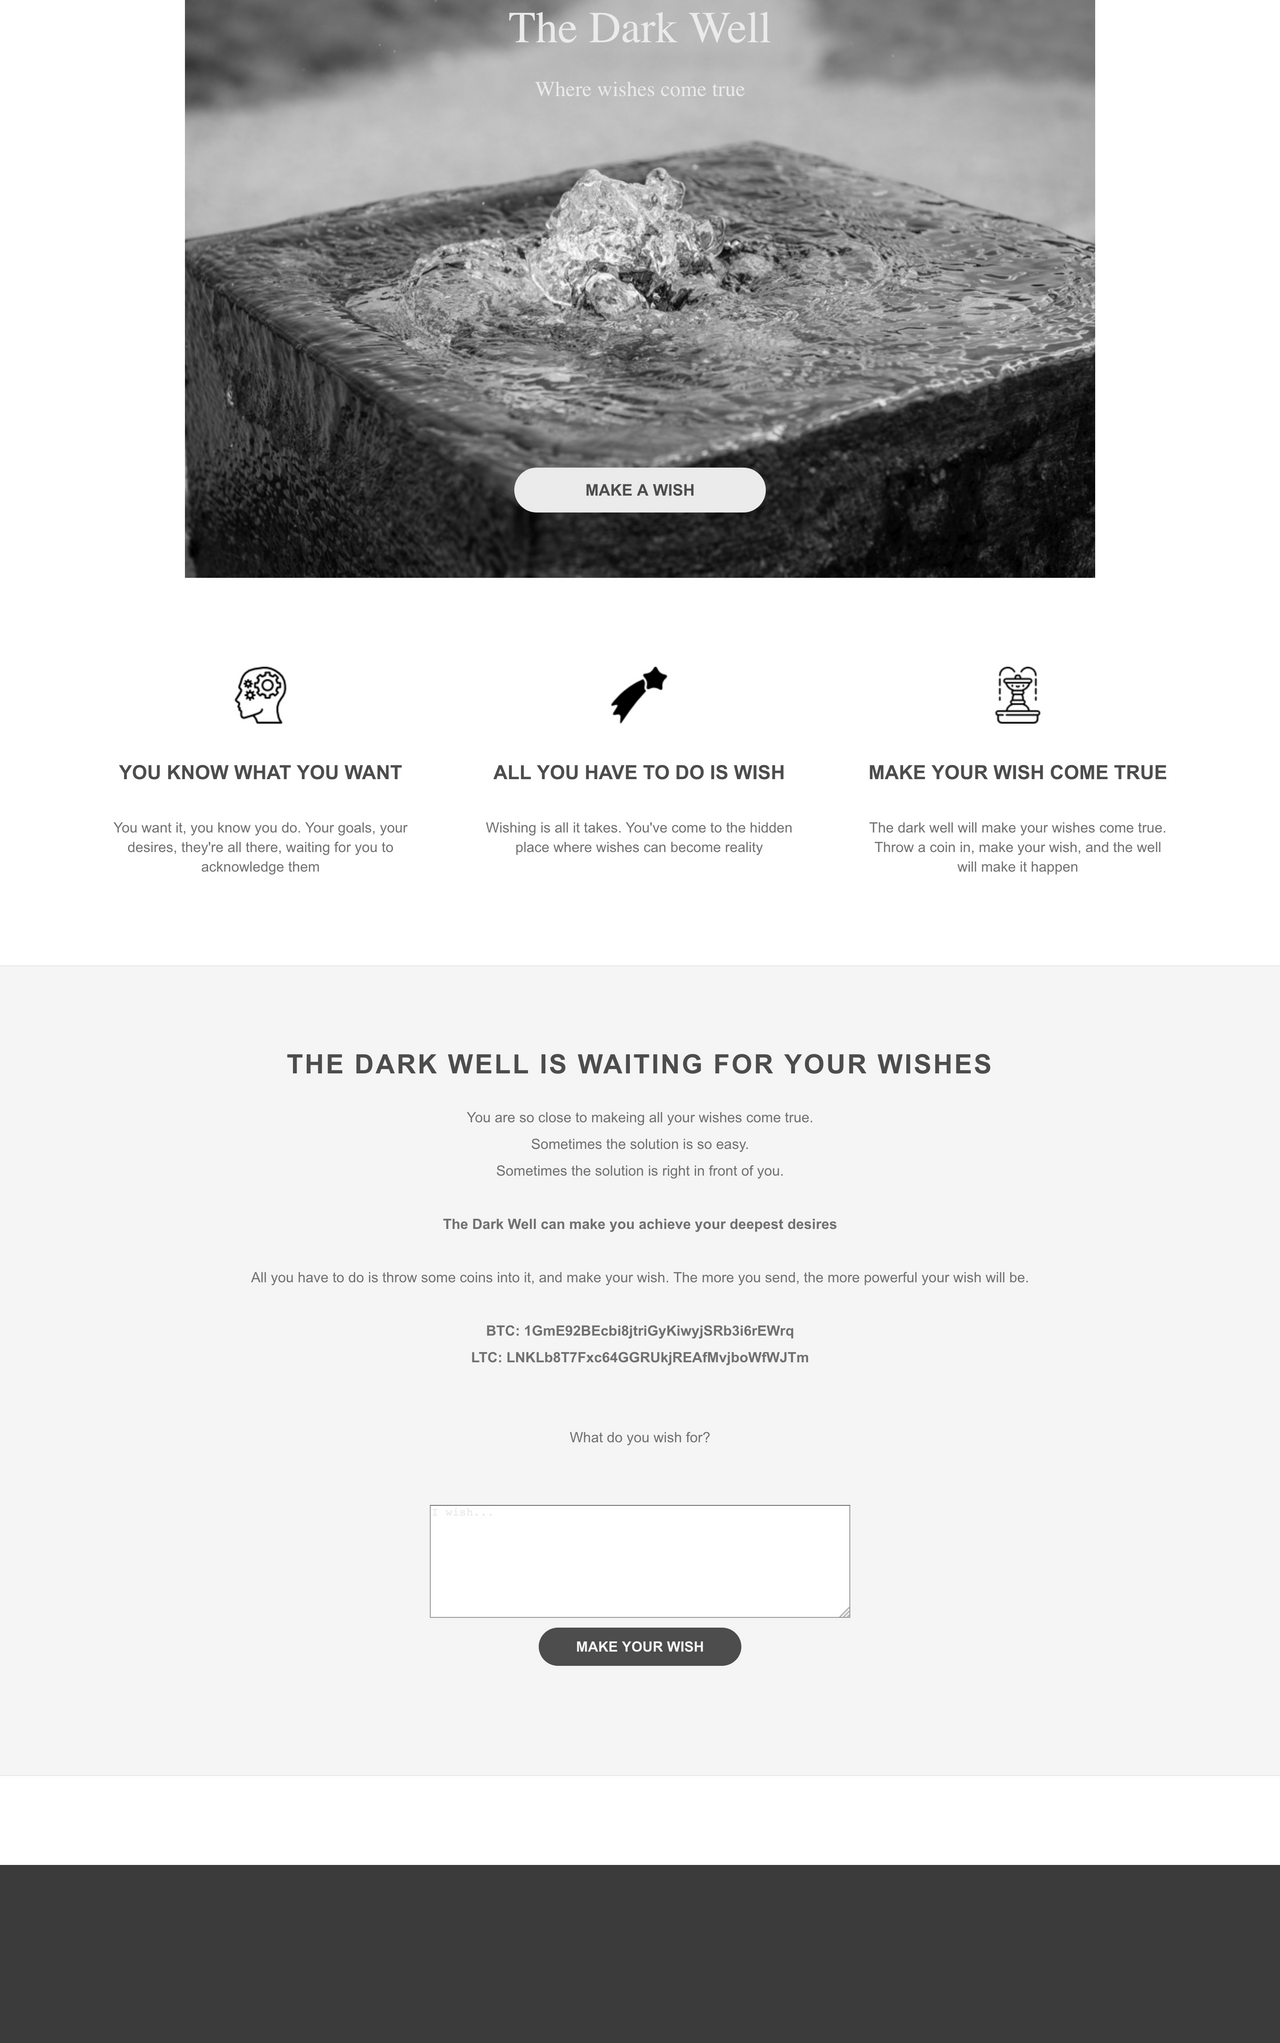 The Dark Well
Where wishes come true
MAKE A WISH
YOU KNOW WHAT YOU WANT
You want it, you know you do. Your goals, your
desires, they're all there, waiting for you to
acknowledge them
ALL YOU HAVE TO DO IS WISH
Wishing is all it takes. You've come to the hidden
place where wishes can become reality
MAKE YOUR WISH COME TRUE
The dark well will make your wishes come true.
Throw a coin in, make your wish, and the well
will make it happen
THE DARK WELL IS WAITING FOR YOUR WISHES
You are so close to makeing all your wishes come true.
Sometimes the solution is so easy.
Sometimes the solution is right in front of you.
The Dark Well can make you achieve your deepest desires
All you have to do is throw some coins into it, and make your wish. The more you send, the more powerful your wish will be.
BTC: 1GmE92BEcbi8jtriGyKiwyjSRb3i6rEWrq
LTC: LNKLb8T7Fxc64GGRUkjREAfMvjboWfWJTm
What do you wish for?
I wish...
MAKE YOUR WISH